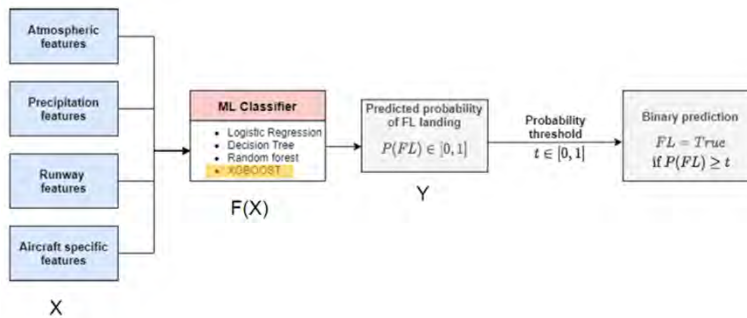 Atmospheric
features
Precipitation
features
Runway
features
Aircraft specific
features
X
ML Classifier
• Logistic Regression
• Decision Tree
• Random forest
• XGBOOST
F(X)
Predicted probability
of FL landing
P(FL) ∈ [0, 1]
Y
Probability
threshold
t ∈ [0, 1]
Binary prediction
FL = True
if P(FL) ≥ t